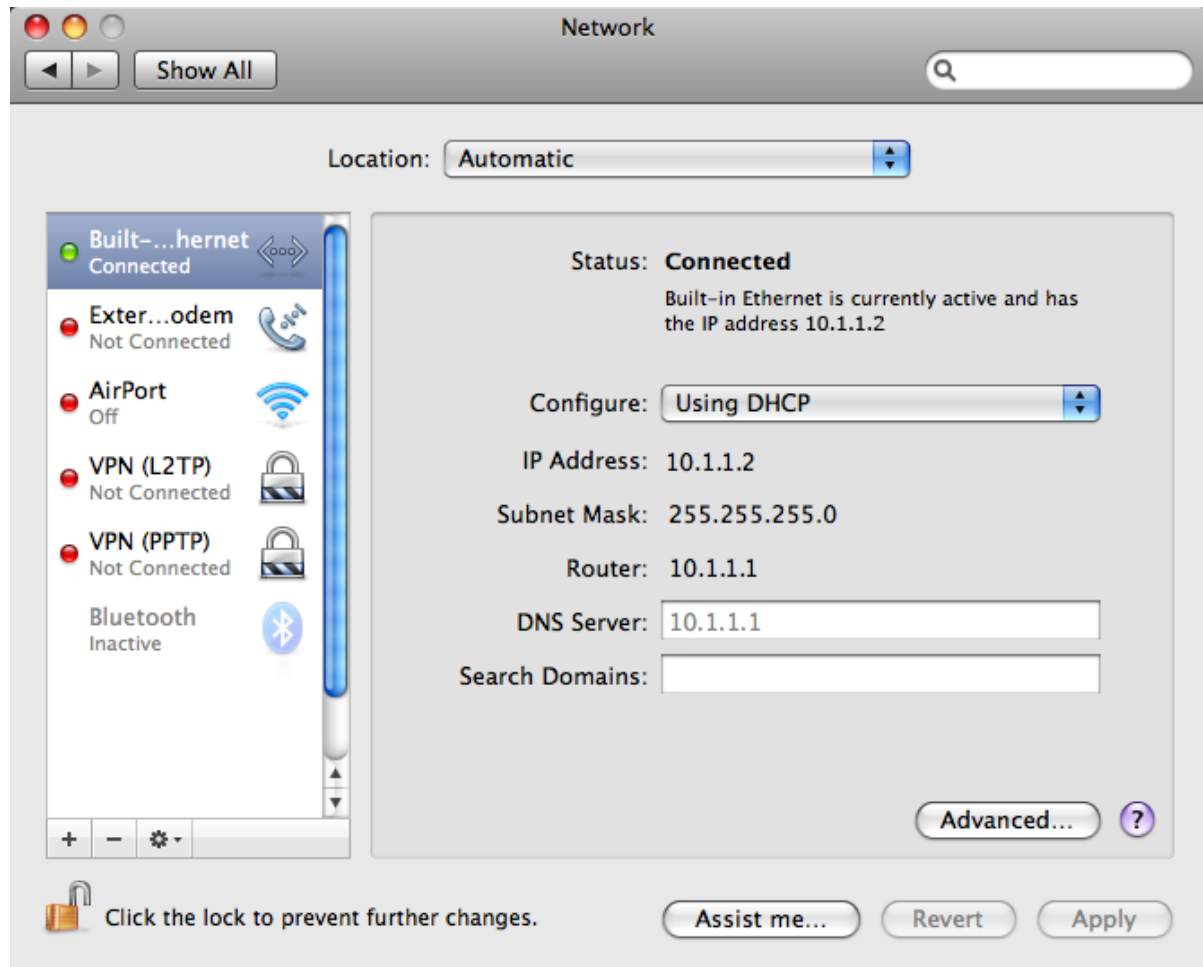 Network
Show All
Location: Automatic
Built-...hernet
Connected
Exter...odem
Not Connected
AirPort
Off
VPN (L2TP)
Not Connected
VPN (PPTP)
Not Connected
Bluetooth
Inactive
Status: Connected
Built-in Ethernet is currently active and has
the IP address 10.1.1.2
Configure: Using DHCP
IP Address: 10.1.1.2
Subnet Mask: 255.255.255.0
Router: 10.1.1.1
DNS Server: 10.1.1.1
Search Domains:
Advanced... ?
Click the lock to prevent further changes.
Assist me... Revert Apply